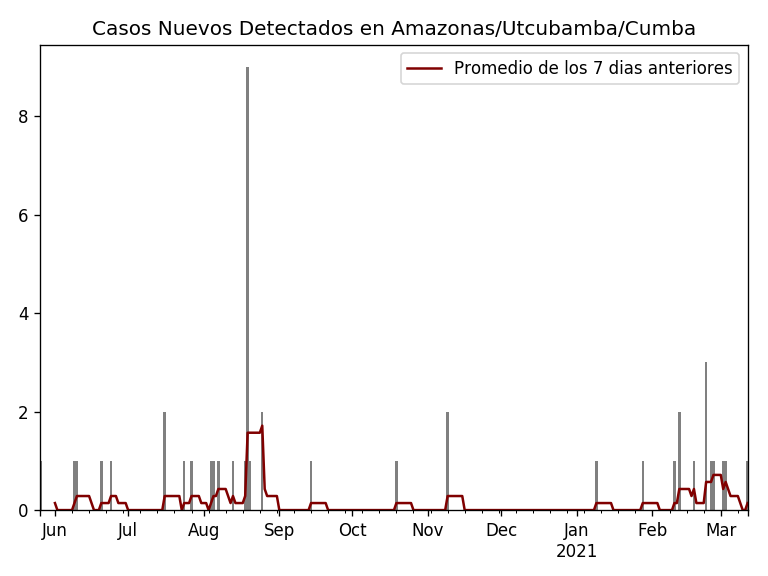 Casos Nuevos Detectados en Amazonas/Utcubamba/Cumba
Promedio de los 7 dias anteriores
8
6
4
2
0
Jun Jul Aug Sep Oct Nov Dec Jan Feb Mar
2021